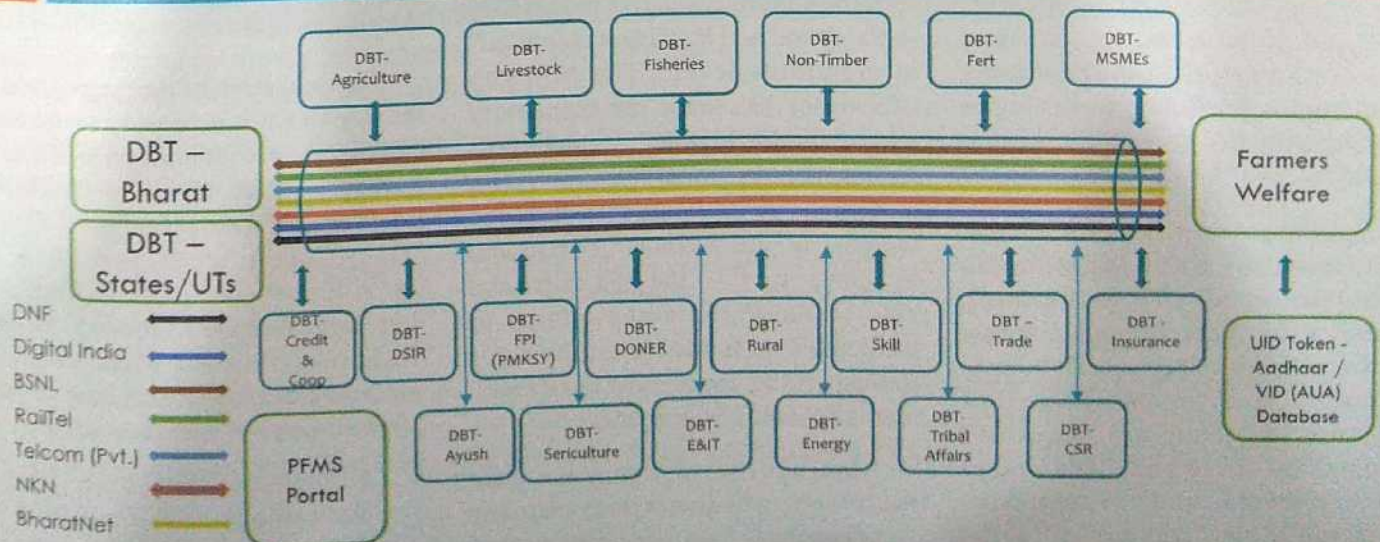 DBT-
Agriculture
DBT-
Livestock
DBT-
Fisheries
DBT-
Non-Timber
DBT-
Fert
DBT-
MSMEs
DBT –
Bharat
Farmers
Welfare
DBT –
States/UTs
DBT-
Credit
&
Coop
DBT-
DSIR
DBT-
FPI
(PMKSY)
DBT-
DONER
DBT-
Rural
DBT-
Skill
DBT –
Trade
DBT -
Insurance
UID Token -
Aadhaar /
VID (AUA)
Database
DNF
Digital India
BSNL
RailTel
Telcom (Pvt.)
NKN
BharatNet
PFMS
Portal
DBT-
Ayush
DBT-
Sericulture
DBT-
E&IT
DBT-
Energy
DBT-
Tribal
Affairs
DBT-
CSR